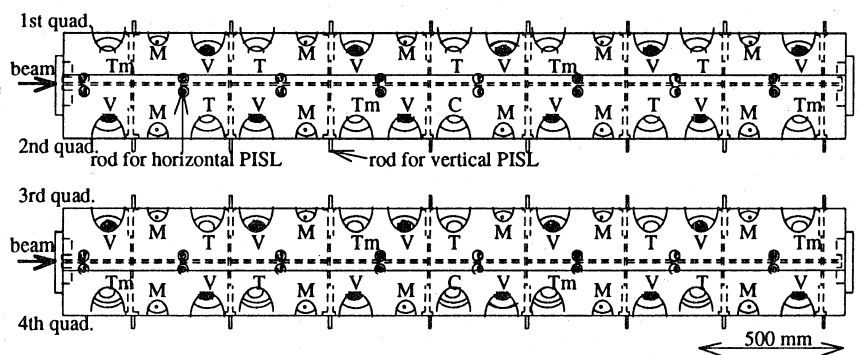 1st quad.
Tm M V T M V T V Tm M V T V M Tm
beam
V M T V M Tm V C M V M T V M Tm
2nd quad.
rod for horizontal PISL
rod for vertical PISL
3rd quad.
V M T V M Tm V T M V M T V M Tm
beam
Tm M V T M V M C V Tm M V T M V
4th quad.
500 mm